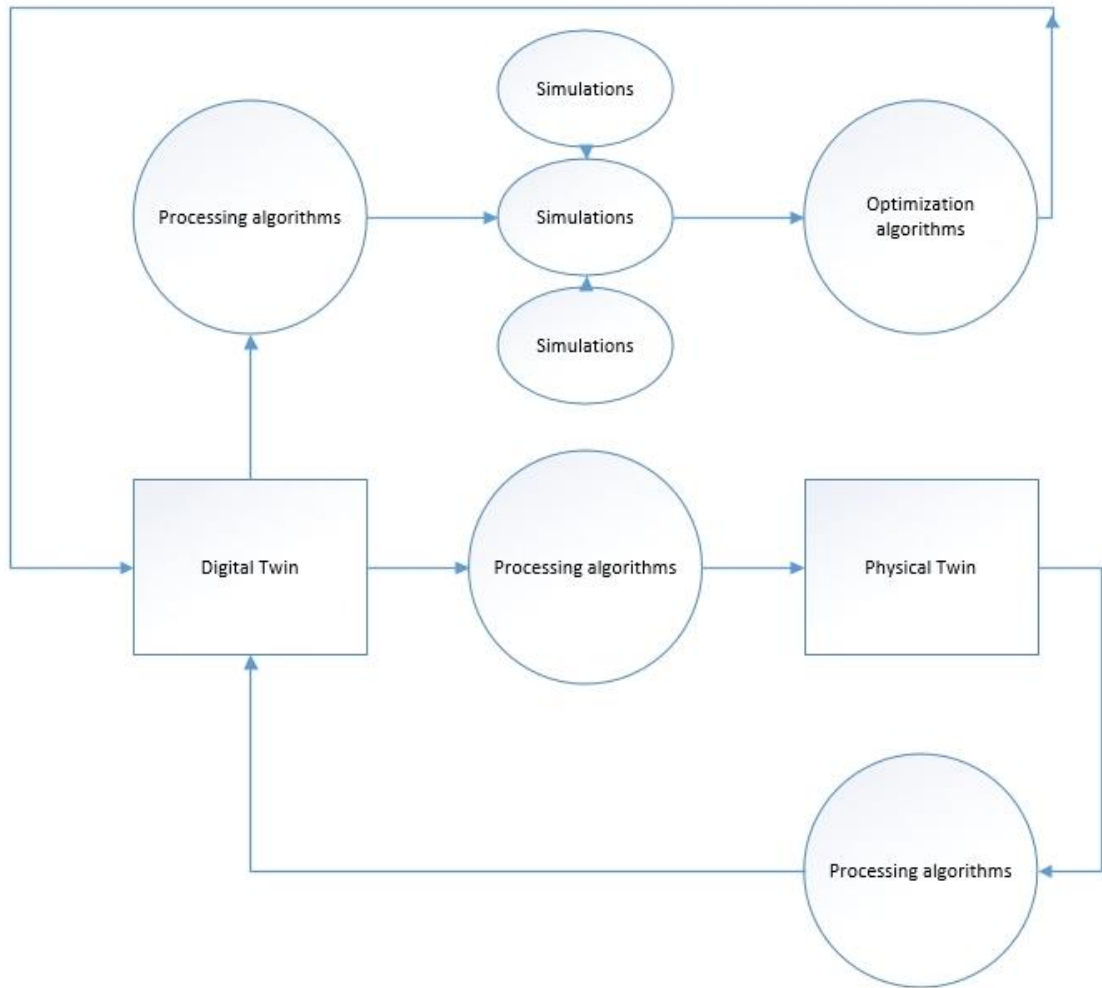 Simulations
Processing algorithms
Simulations
Optimization
algorithms
Simulations
Digital Twin
Processing algorithms
Physical Twin
Processing algorithms